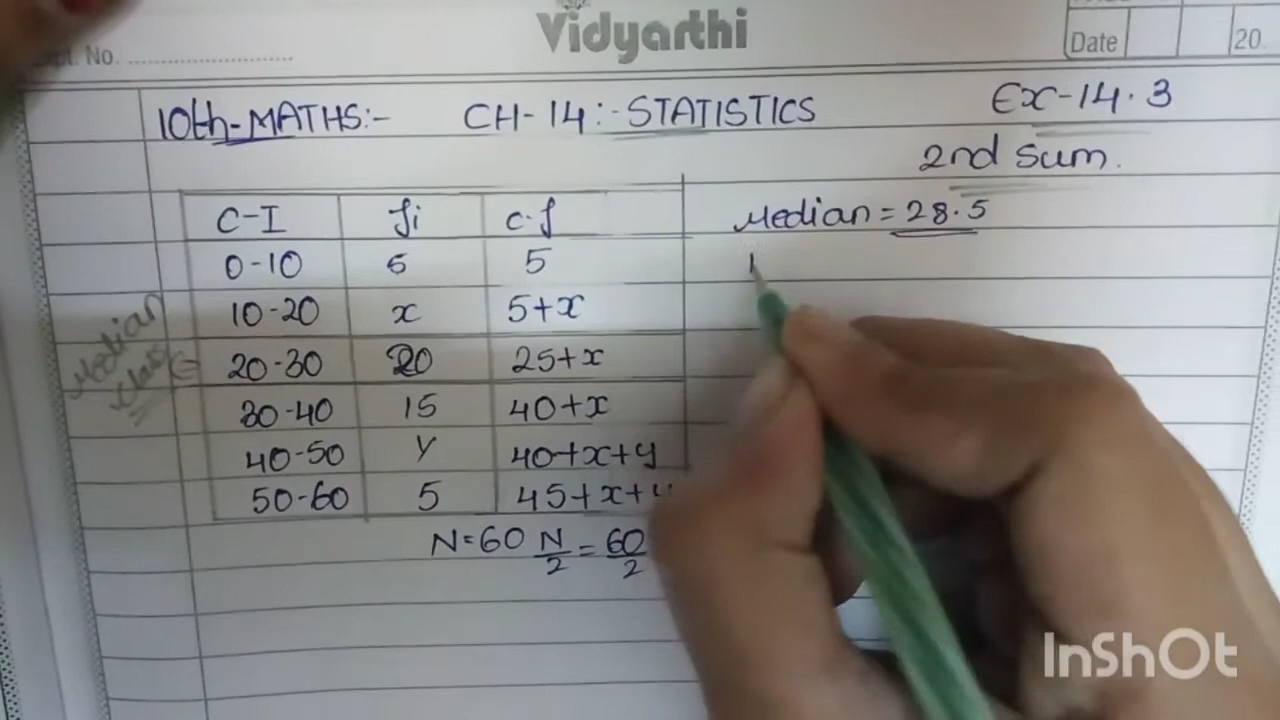 Vidyarthi
No.
Date
20
10th-MATHS:- CH-14:-STATISTICS Ex-14.3
2nd Sum.
C-I fi c.f
0-10 5 5
10-20 x 5+x
20-30 20 25+x
30-40 15 40+x
40-50 y 40+x+y
50-60 5 45+x+y
N=60 N/2 = 60/2
Median = 28.5
Median class
InShOt